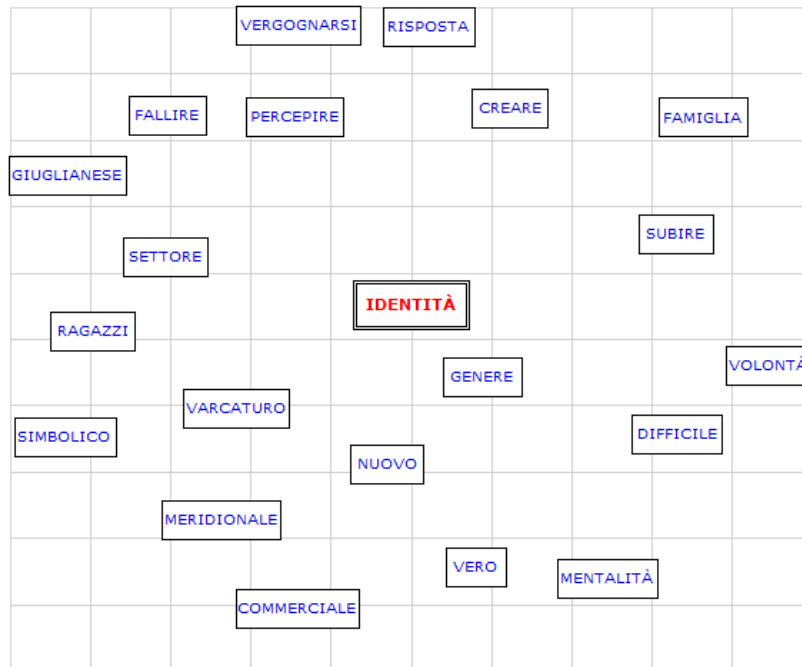 VERGOGNARSI
RISPOSTA
CREARE
FALLIRE
PERCEPIRE
FAMIGLIA
GIUGLIANESE
SUBIRE
SETTORE
IDENTITÀ
RAGAZZI
VOLONTÀ
GENERE
VARCATURO
DIFFICILE
SIMBOLICO
NUOVO
MERIDIONALE
VERO
MENTALITÀ
COMMERCIALE